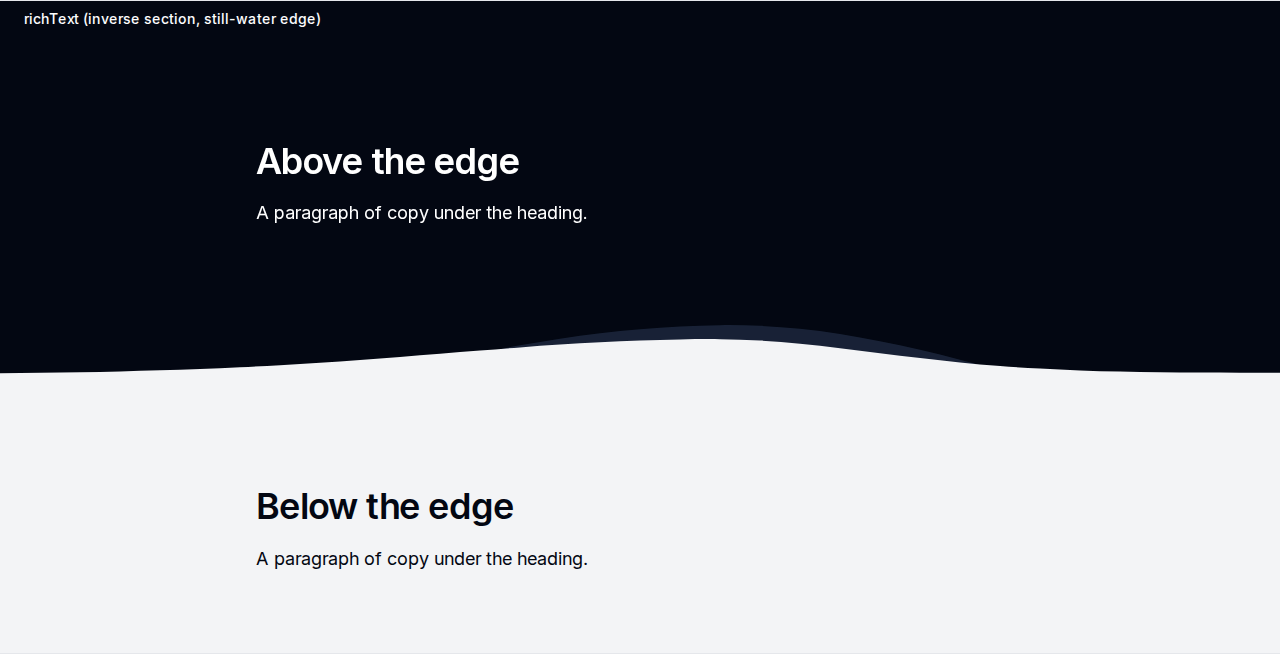 richText (inverse section, still-water edge)
Above the edge
A paragraph of copy under the heading.
Below the edge
A paragraph of copy under the heading.